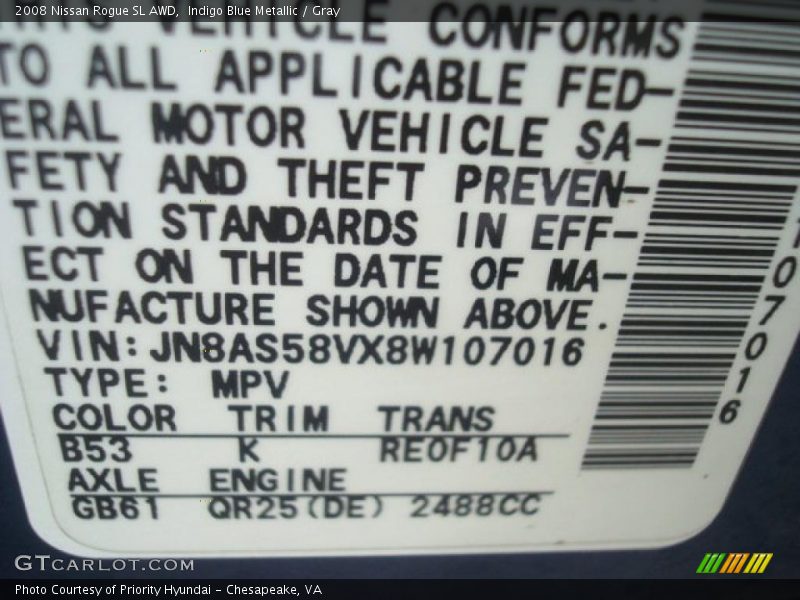 2008 Nissan Rogue SL AWD, Indigo Blue Metallic / Gray
VEHICLE CONFORMS
TO ALL APPLICABLE FED-
ERAL MOTOR VEHICLE SA-
FETY AND THEFT PREVEN-
TION STANDARDS IN EFF-
ECT ON THE DATE OF MA-
NUFACTURE SHOWN ABOVE.
VIN: JN8AS58VX8W107016
TYPE: MPV
COLOR TRIM TRANS
B53 K RE0F10A
AXLE ENGINE
GB61 QR25(DE) 2488CC
07016
GTCARLOT.COM
Photo Courtesy of Priority Hyundai - Chesapeake, VA